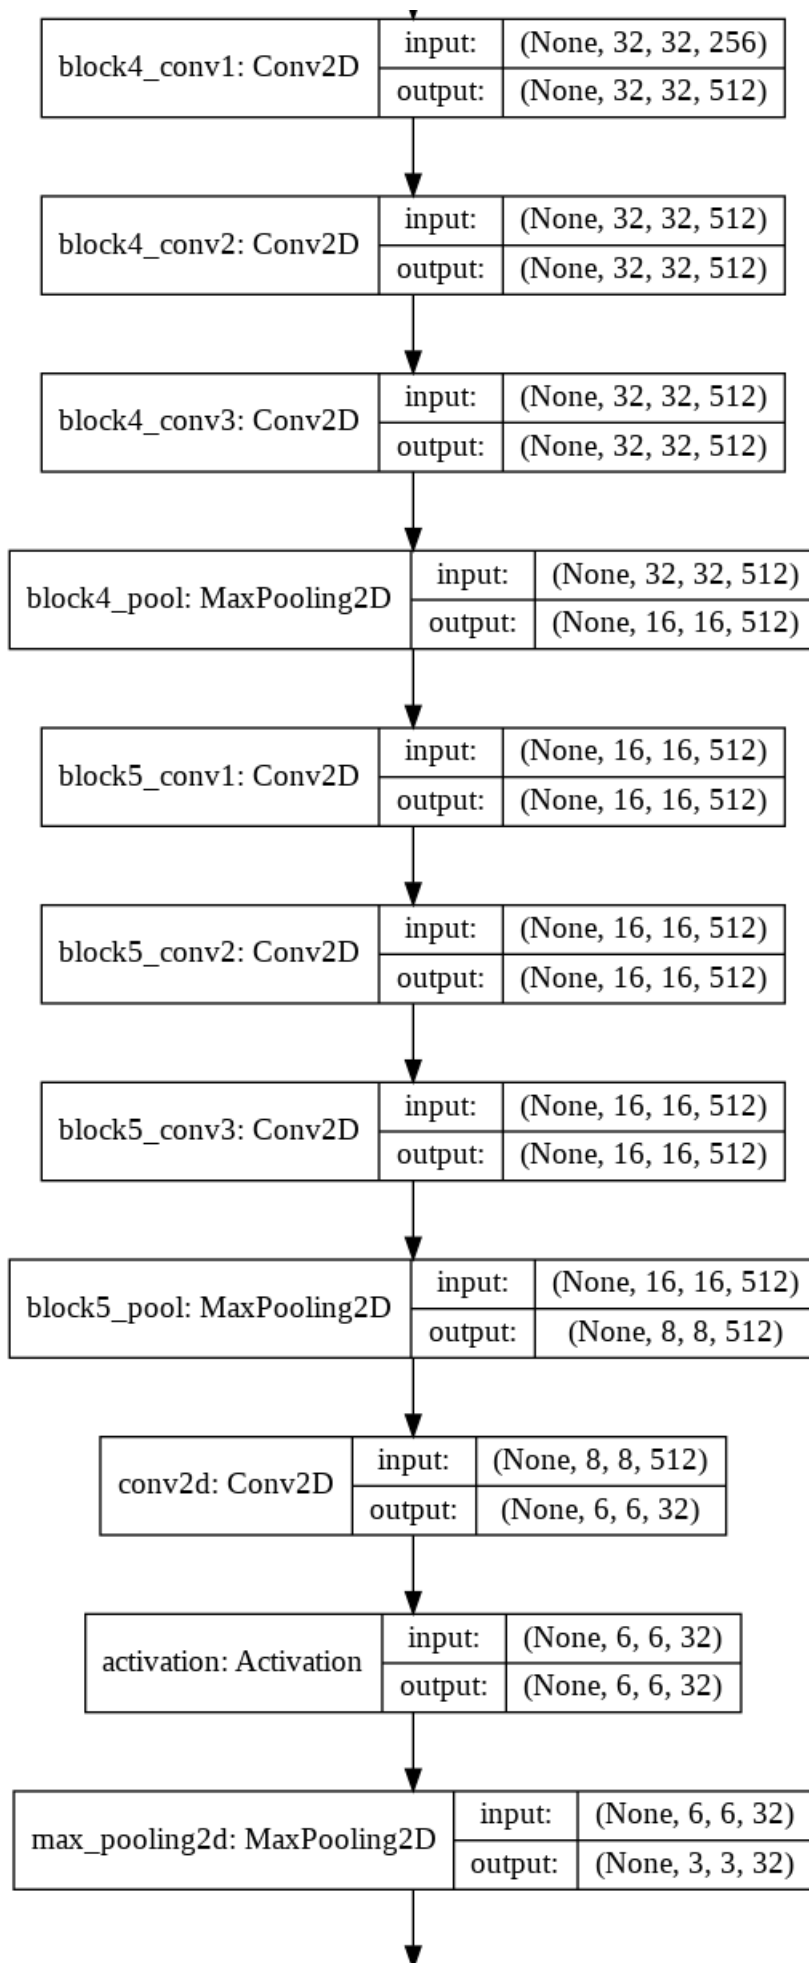 block4_conv1: Conv2D
input: (None, 32, 32, 256)
output: (None, 32, 32, 512)
block4_conv2: Conv2D
input: (None, 32, 32, 512)
output: (None, 32, 32, 512)
block4_conv3: Conv2D
input: (None, 32, 32, 512)
output: (None, 32, 32, 512)
block4_pool: MaxPooling2D
input: (None, 32, 32, 512)
output: (None, 16, 16, 512)
block5_conv1: Conv2D
input: (None, 16, 16, 512)
output: (None, 16, 16, 512)
block5_conv2: Conv2D
input: (None, 16, 16, 512)
output: (None, 16, 16, 512)
block5_conv3: Conv2D
input: (None, 16, 16, 512)
output: (None, 16, 16, 512)
block5_pool: MaxPooling2D
input: (None, 16, 16, 512)
output: (None, 8, 8, 512)
conv2d: Conv2D
input: (None, 8, 8, 512)
output: (None, 6, 6, 32)
activation: Activation
input: (None, 6, 6, 32)
output: (None, 6, 6, 32)
max_pooling2d: MaxPooling2D
input: (None, 6, 6, 32)
output: (None, 3, 3, 32)